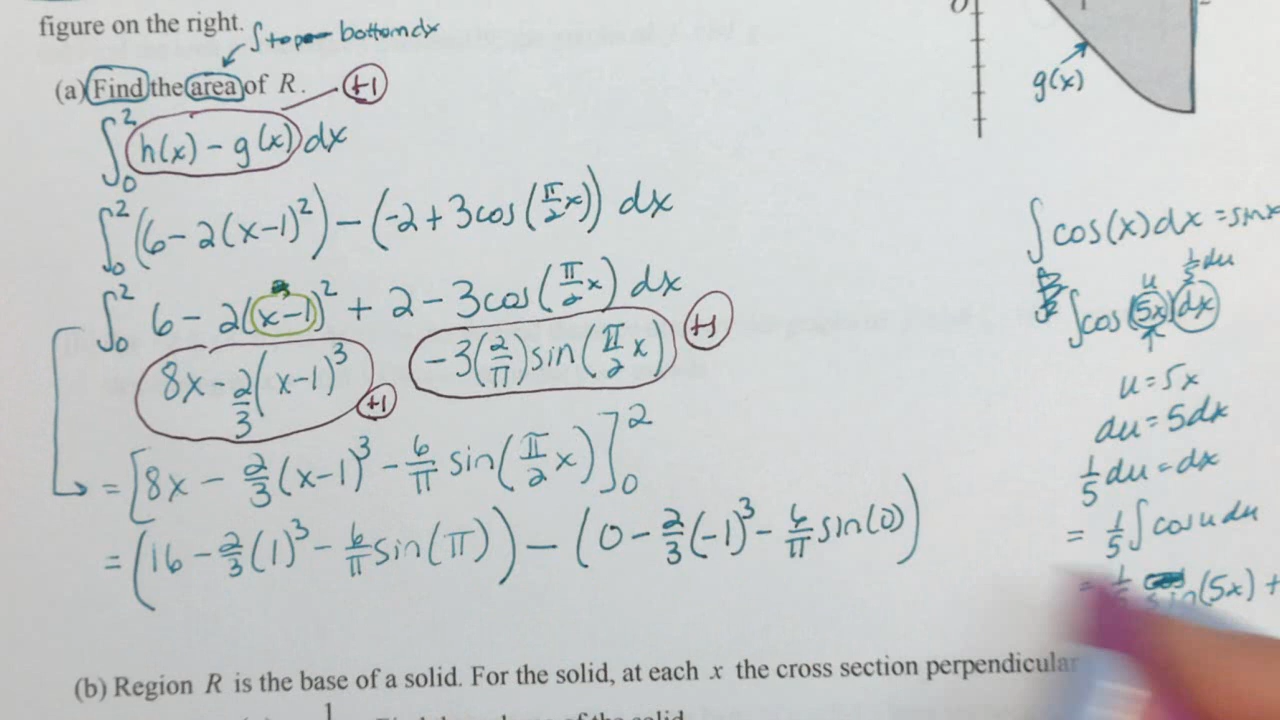 figure on the right.
∫ top - bottom dx
(a) Find the area of R. +1
∫₀² h(x) - g(x) dx
∫₀² (6 - 2(x-1)²) - (-2 + 3cos(π/2 x)) dx
∫₀² 6 - 2(x-1)² + 2 - 3cos(π/2 x) dx
8x - 2/3 (x-1)³ +1 -3(2/π) sin(π/2 x) +1
= [8x - 2/3 (x-1)³ - 6/π sin(π/2 x)]₀²
= (16 - 2/3 (1)³ - 6/π sin(π)) - (0 - 2/3 (-1)³ - 6/π sin(0))
(b) Region R is the base of a solid. For the solid, at each x the cross section perpendicular
0
g(x)
∫ cos(x) dx = sin x
u 1/5 du
∫ cos(5x) dx
u = 5x
du = 5dx
1/5 du = dx
= 1/5 ∫ cos u du
= 1/5 sin(5x) +